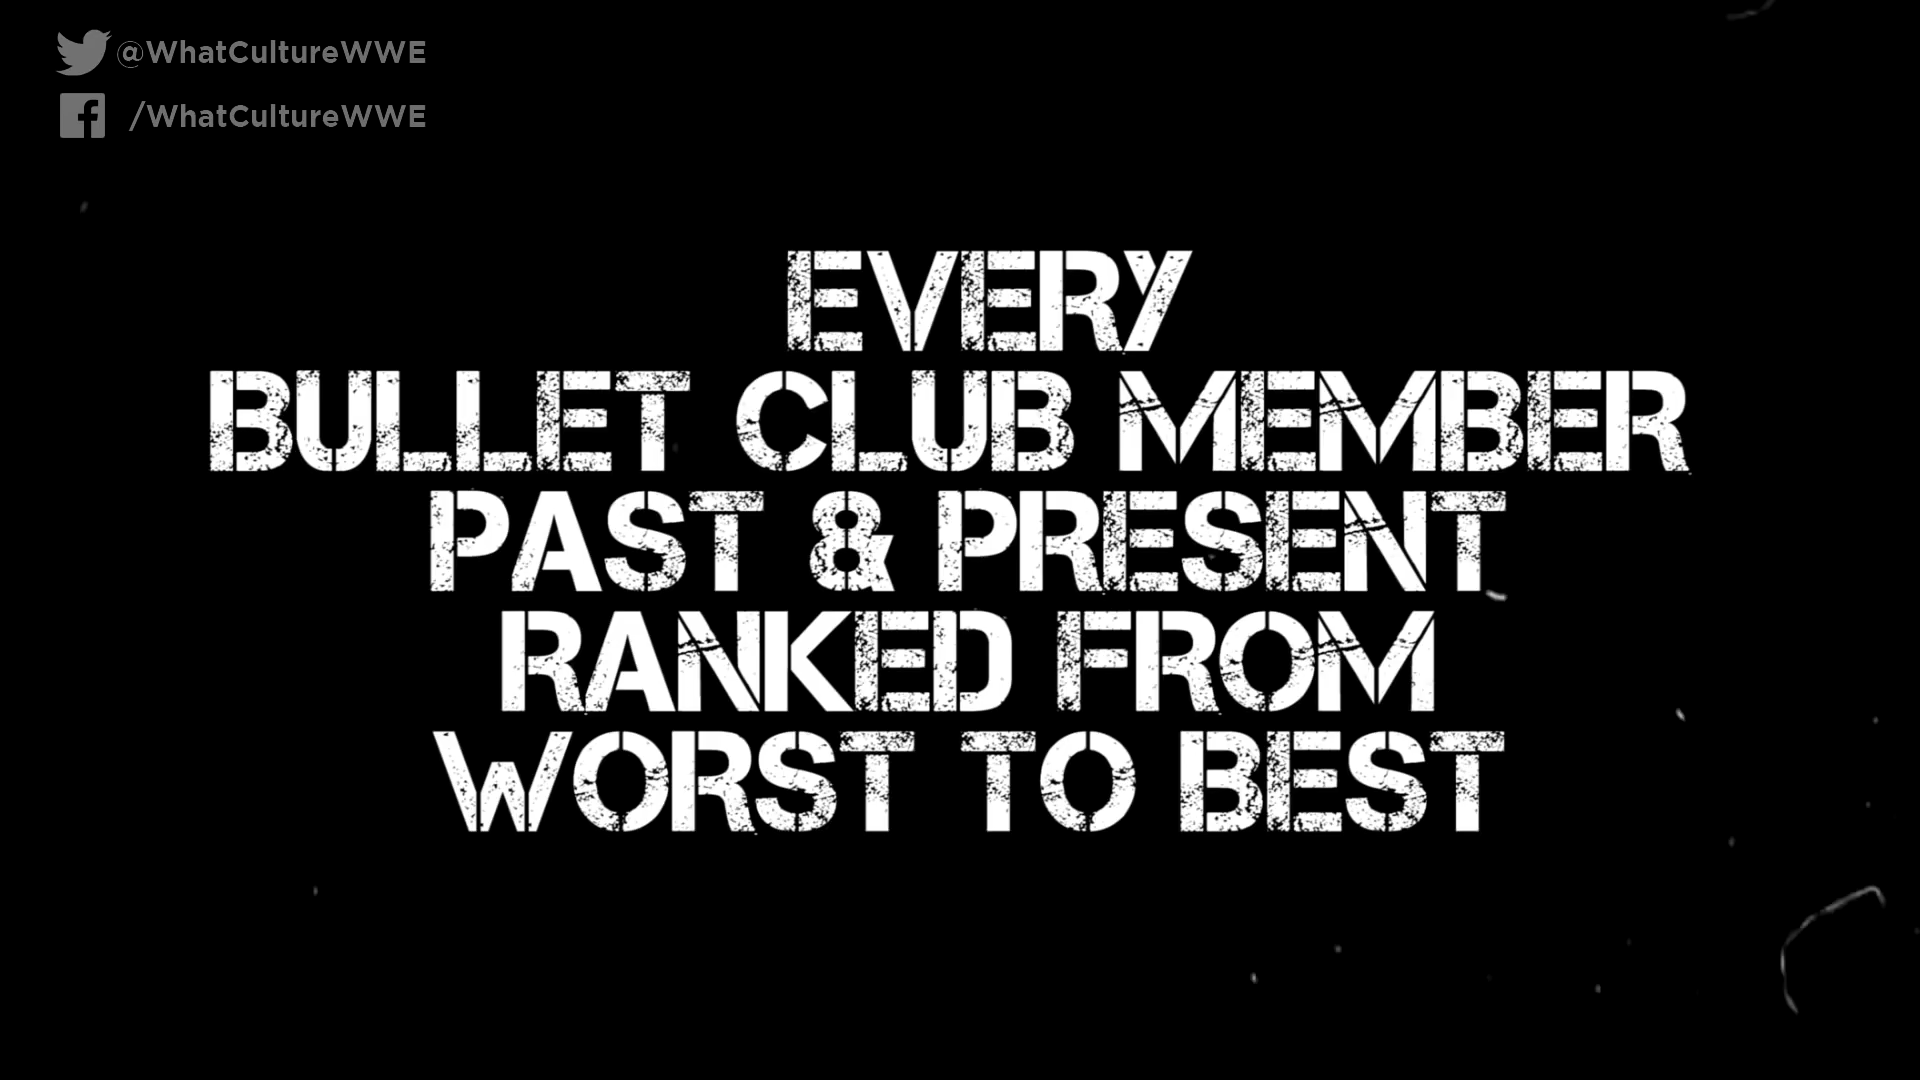 @WhatCultureWWE
/WhatCultureWWE
EVERY
BULLET CLUB MEMBER
PAST & PRESENT
RANKED FROM
WORST TO BEST